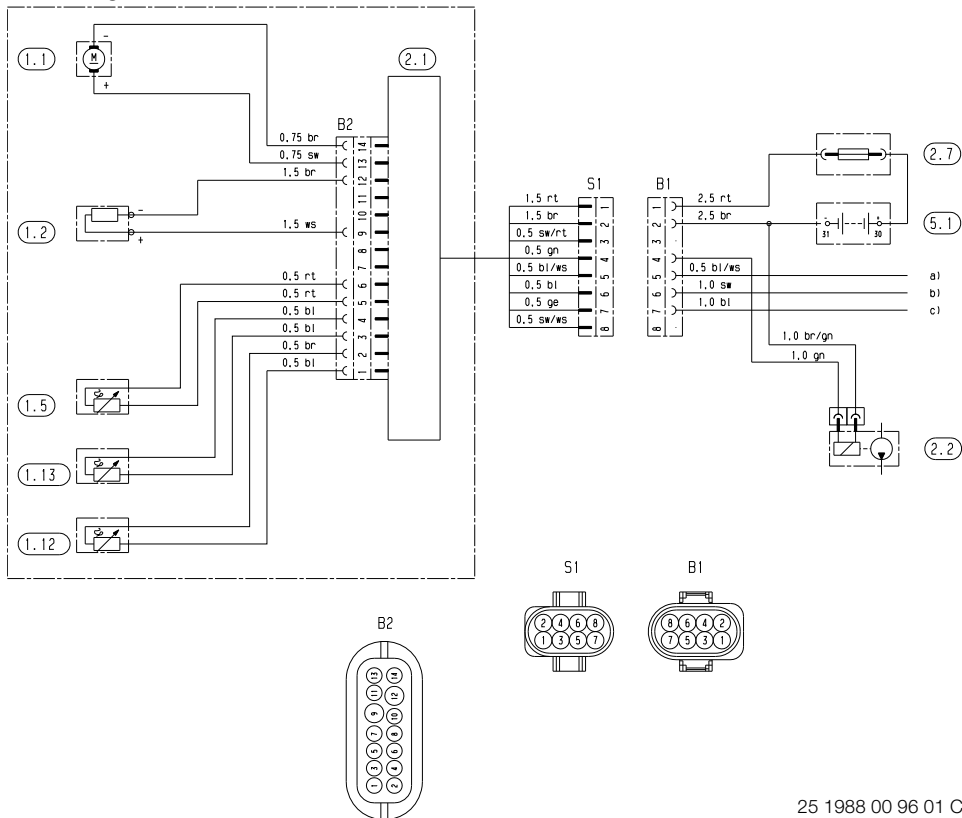 1.1
-
M
+
2.1
B2
0.75 br
14
0.75 sw
13
1.5 br
12
11
10
1.2
-
+
1.5 ws
9
8
7
0.5 rt
6
0.5 rt
5
0.5 bl
4
0.5 bl
3
0.5 br
2
0.5 bl
1
1.5
1.13
1.12
S1
1.5 rt
1
1.5 br
2
0.5 sw/rt
3
0.5 gn
4
0.5 bl/ws
5
0.5 bl
6
0.5 ge
7
0.5 sw/ws
8
B1
1
2.5 rt
2
2.5 br
3
4
5
0.5 bl/ws
6
1.0 sw
7
1.0 bl
8
2.7
5.1
-
+
31
30
a)
b)
c)
1.0 br/gn
1.0 gn
2.2
S1
2 4 6 8
1 3 5 7
B1
8 6 4 2
7 5 3 1
B2
13 14
11 12
9 10
7 8
5 6
3 4
1 2
25 1988 00 96 01 C